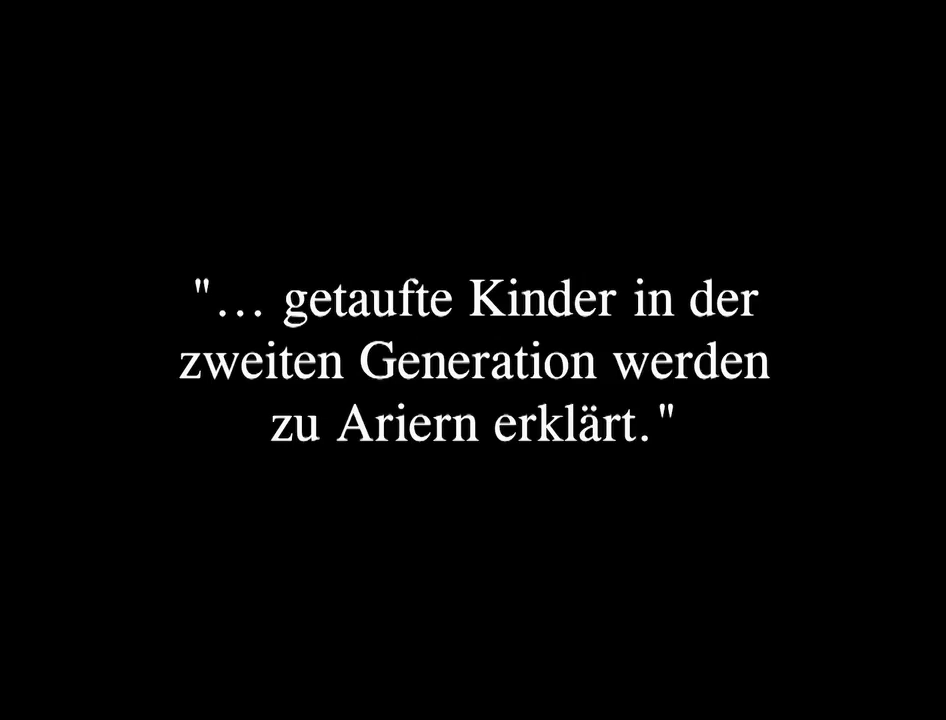 "... getaufte Kinder in der
zweiten Generation werden
zu Ariern erklärt."